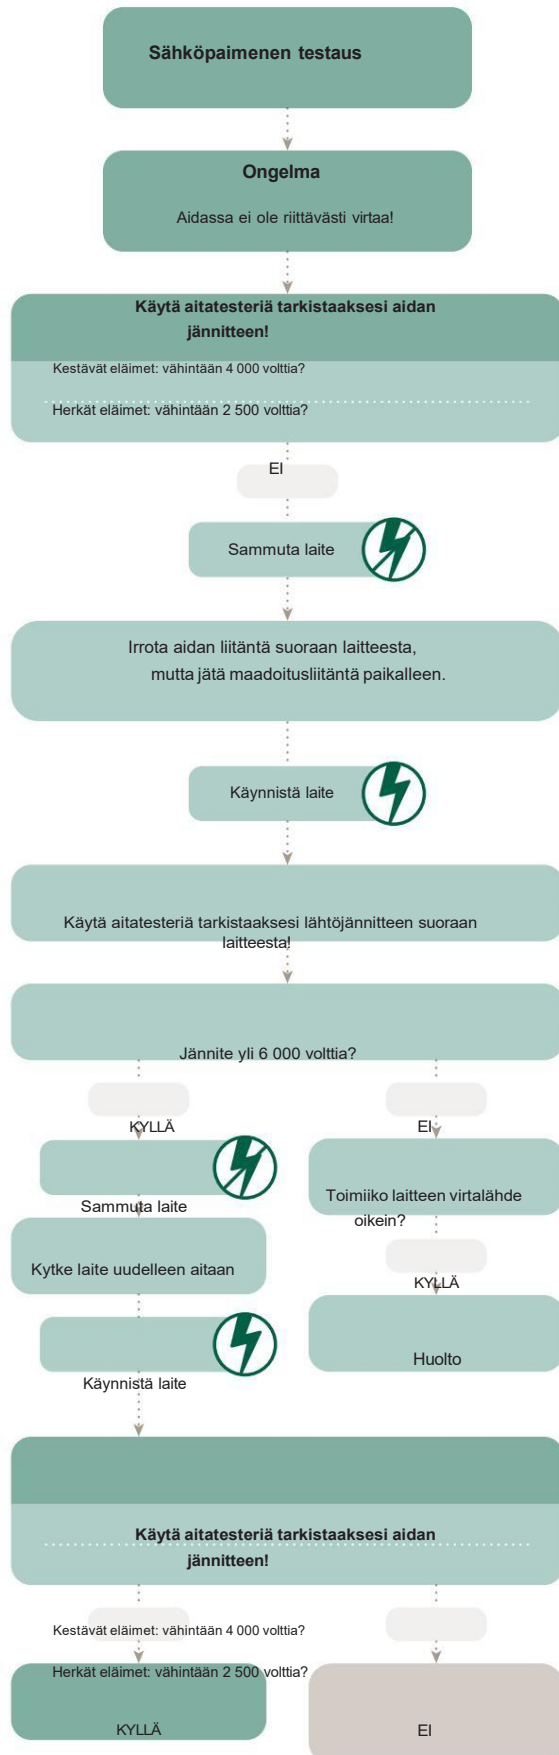 Sähköpaimenen testaus
Ongelma
Aidassa ei ole riittävästi virtaa!
Käytä aitatesteriä tarkistaaksesi aidan
jännitteen!
Kestävät eläimet: vähintään 4 000 volttia?
Herkät eläimet: vähintään 2 500 volttia?
EI
Sammuta laite
Irrota aidan liitäntä suoraan laitteesta,
mutta jätä maadoitusliitäntä paikalleen.
Käynnistä laite
Käytä aitatesteriä tarkistaaksesi lähtöjännitteen suoraan
laitteesta!
Jännite yli 6 000 volttia?
KYLLÄ
EI
Sammuta laite
Toimiiko laitteen virtalähde
oikein?
Kytke laite uudelleen aitaan
KYLLÄ
Huolto
Käynnistä laite
Käytä aitatesteriä tarkistaaksesi aidan
jännitteen!
Kestävät eläimet: vähintään 4 000 volttia?
Herkät eläimet: vähintään 2 500 volttia?
KYLLÄ
EI